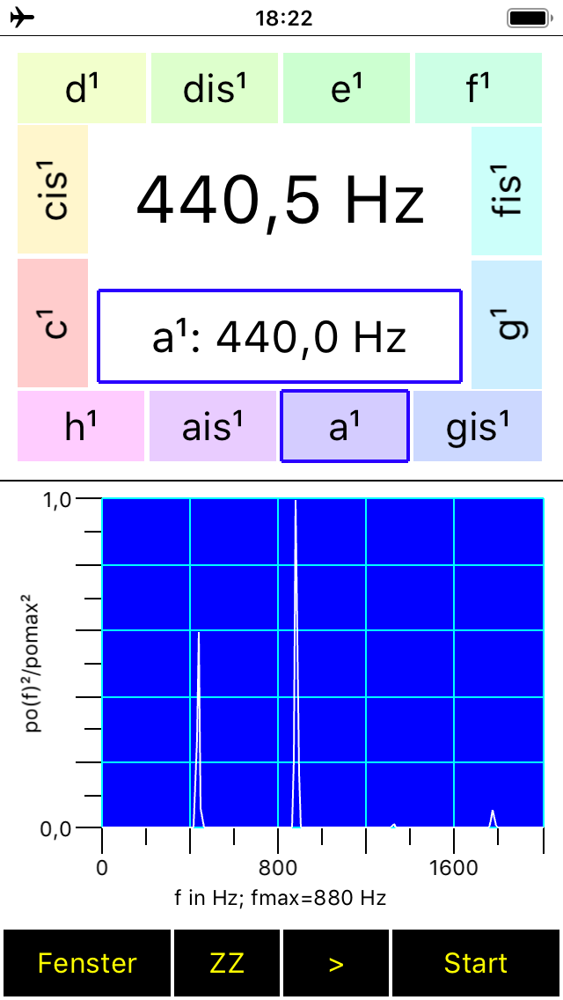 18:22
d¹ dis¹ e¹ f¹
cis¹ 440,5 Hz fis¹
c¹ a¹: 440,0 Hz g¹
h¹ ais¹ a¹ gis¹
1,0
po(f)²/pomax²
0,0
0 800 1600
f in Hz; fmax=880 Hz
Fenster ZZ > Start